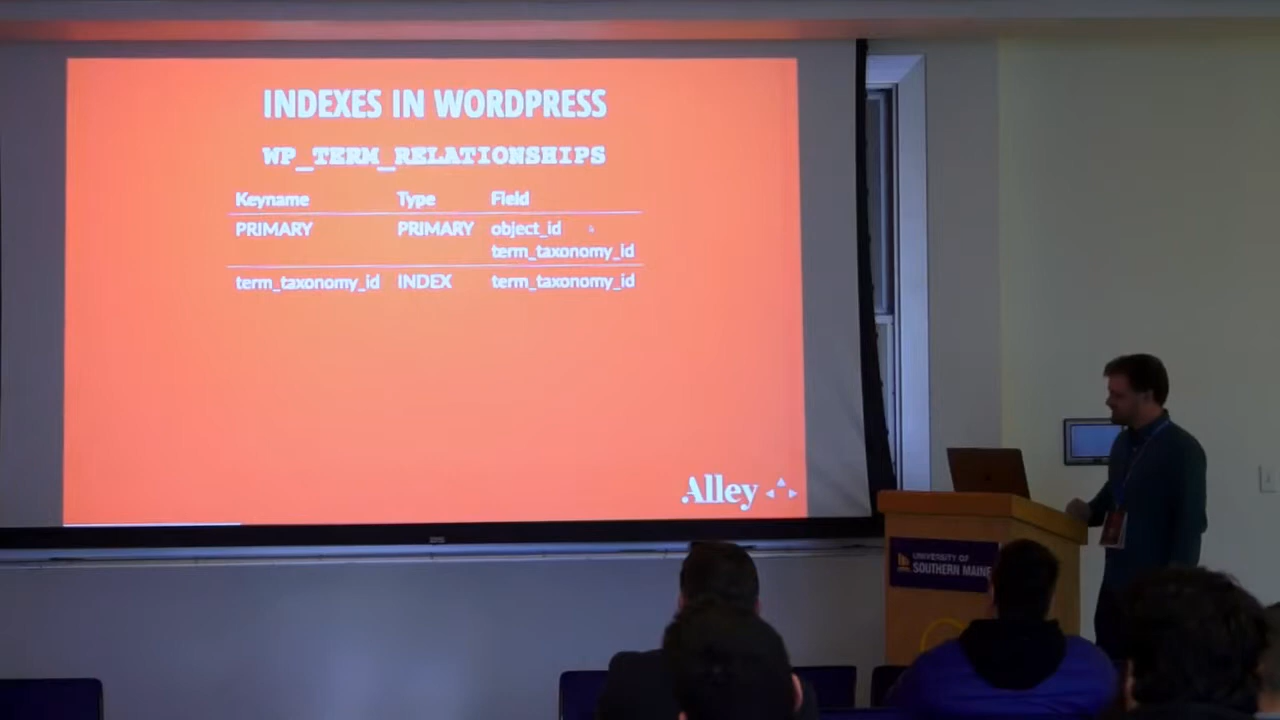 INDEXES IN WORDPRESS
WP_TERM_RELATIONSHIPS
Keyname Type Field
PRIMARY PRIMARY object_id
term_taxonomy_id
term_taxonomy_id INDEX term_taxonomy_id
Alley
UNIVERSITY OF
SOUTHERN MAINE